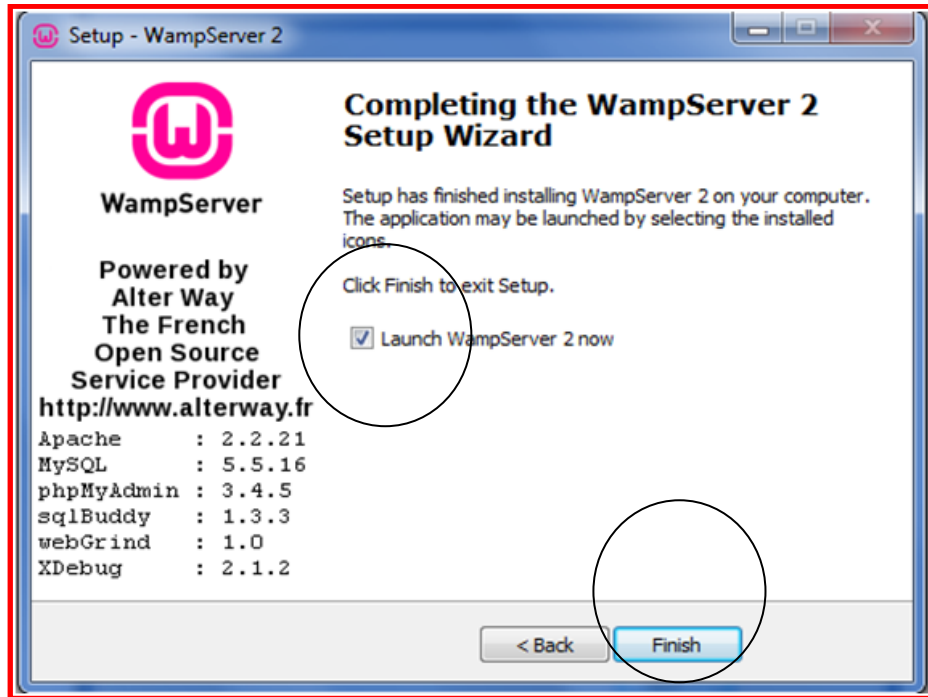 Setup - WampServer 2
WampServer
Powered by
Alter Way
The French
Open Source
Service Provider
http://www.alterway.fr
Apache : 2.2.21
MySQL : 5.5.16
phpMyAdmin : 3.4.5
sqlBuddy : 1.3.3
webGrind : 1.0
XDebug : 2.1.2
Completing the WampServer 2
Setup Wizard
Setup has finished installing WampServer 2 on your computer.
The application may be launched by selecting the installed
icons.
Click Finish to exit Setup.
Launch WampServer 2 now
< Back
Finish